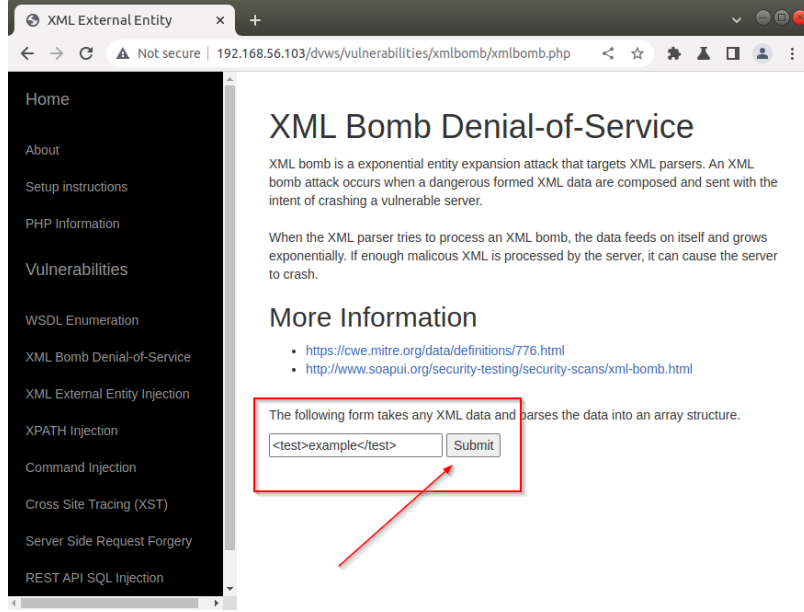 XML External Entity
Not secure | 192.168.56.103/dvws/vulnerabilities/xmlbomb/xmlbomb.php
Home
About
Setup instructions
PHP Information
Vulnerabilities
WSDL Enumeration
XML Bomb Denial-of-Service
XML External Entity Injection
XPATH Injection
Command Injection
Cross Site Tracing (XST)
Server Side Request Forgery
REST API SQL Injection
XML Bomb Denial-of-Service
XML bomb is a exponential entity expansion attack that targets XML parsers. An XML
bomb attack occurs when a dangerous formed XML data are composed and sent with the
intent of crashing a vulnerable server.
When the XML parser tries to process an XML bomb, the data feeds on itself and grows
exponentially. If enough malicous XML is processed by the server, it can cause the server
to crash.
More Information
• https://cwe.mitre.org/data/definitions/776.html
• http://www.soapui.org/security-testing/security-scans/xml-bomb.html
The following form takes any XML data and parses the data into an array structure.
<test>example</test> Submit